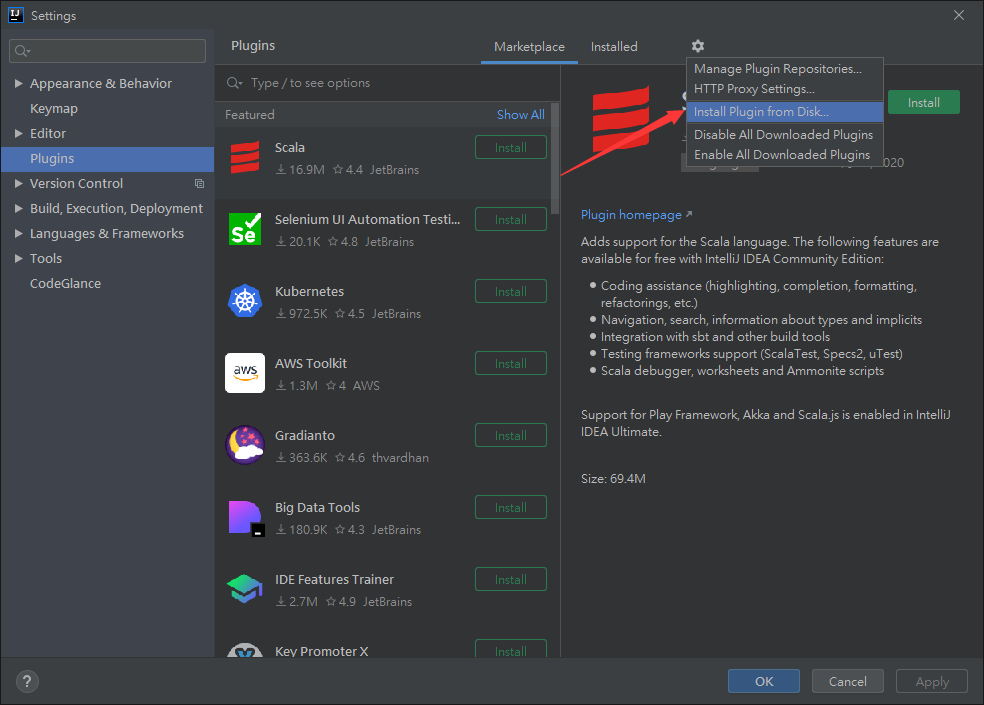 Settings
Plugins
Marketplace
Installed
Appearance & Behavior
Keymap
Editor
Plugins
Version Control
Build, Execution, Deployment
Languages & Frameworks
Tools
CodeGlance
Type / to see options
Featured
Show All
Scala
Install
16.9M 4.4 JetBrains
Selenium UI Automation Testi...
Install
20.1K 4.8 JetBrains
Kubernetes
Install
972.5K 4.5 JetBrains
AWS Toolkit
Install
1.3M 4 AWS
Gradianto
Install
363.6K 4.6 thvardhan
Big Data Tools
Install
180.9K 4.3 JetBrains
IDE Features Trainer
Install
2.7M 4.9 JetBrains
Key Promoter X
Install
Manage Plugin Repositories...
HTTP Proxy Settings...
Install Plugin from Disk...
Disable All Downloaded Plugins
Enable All Downloaded Plugins
Install
2020
Plugin homepage
Adds support for the Scala language. The following features are
available for free with IntelliJ IDEA Community Edition:
Coding assistance (highlighting, completion, formatting,
refactorings, etc.)
Navigation, search, information about types and implicits
Integration with sbt and other build tools
Testing frameworks support (ScalaTest, Specs2, uTest)
Scala debugger, worksheets and Ammonite scripts
Support for Play Framework, Akka and Scala.js is enabled in IntelliJ
IDEA Ultimate.
Size: 69.4M
?
OK
Cancel
Apply
IJ
Se
aws